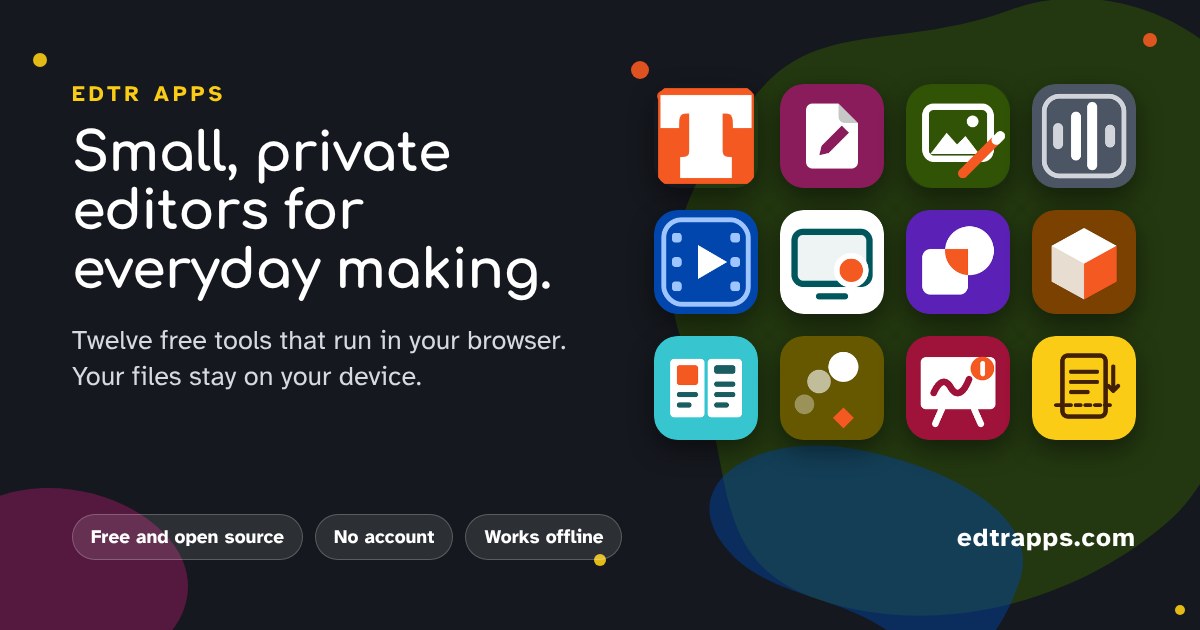 EDTR APPS
Small, private
editors for
everyday making.
Twelve free tools that run in your browser.
Your files stay on your device.
T
Free and open source
No account
Works offline
edtrapps.com